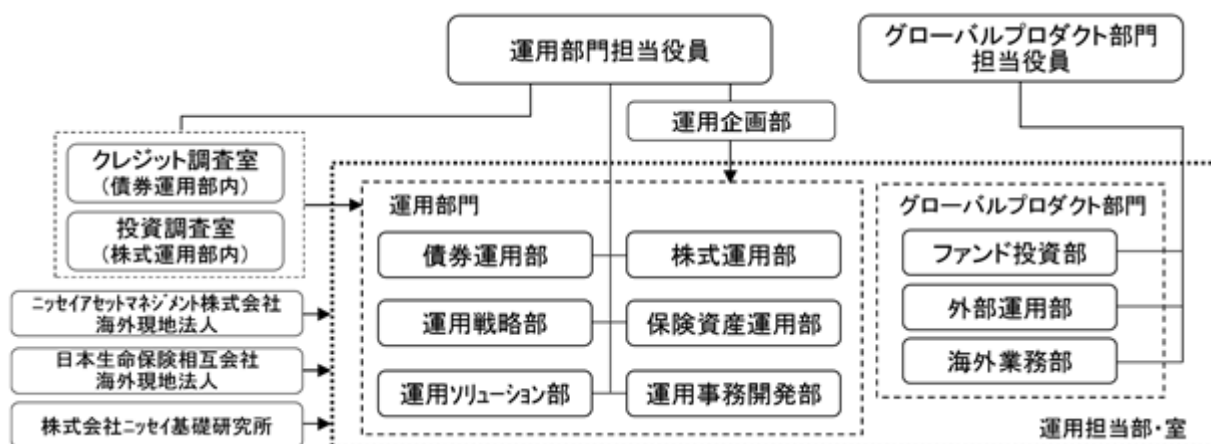 運用部門担当役員
グローバルプロダクト部門
担当役員
運用企画部
クレジット調査室
(債券運用部内)
投資調査室
(株式運用部内)
運用部門
債券運用部
株式運用部
運用戦略部
保険資産運用部
運用ソリューション部
運用事務開発部
グローバルプロダクト部門
ファンド投資部
外部運用部
海外業務部
ニッセイアセットマネジメント株式会社
海外現地法人
日本生命保険相互会社
海外現地法人
株式会社ニッセイ基礎研究所
運用担当部・室